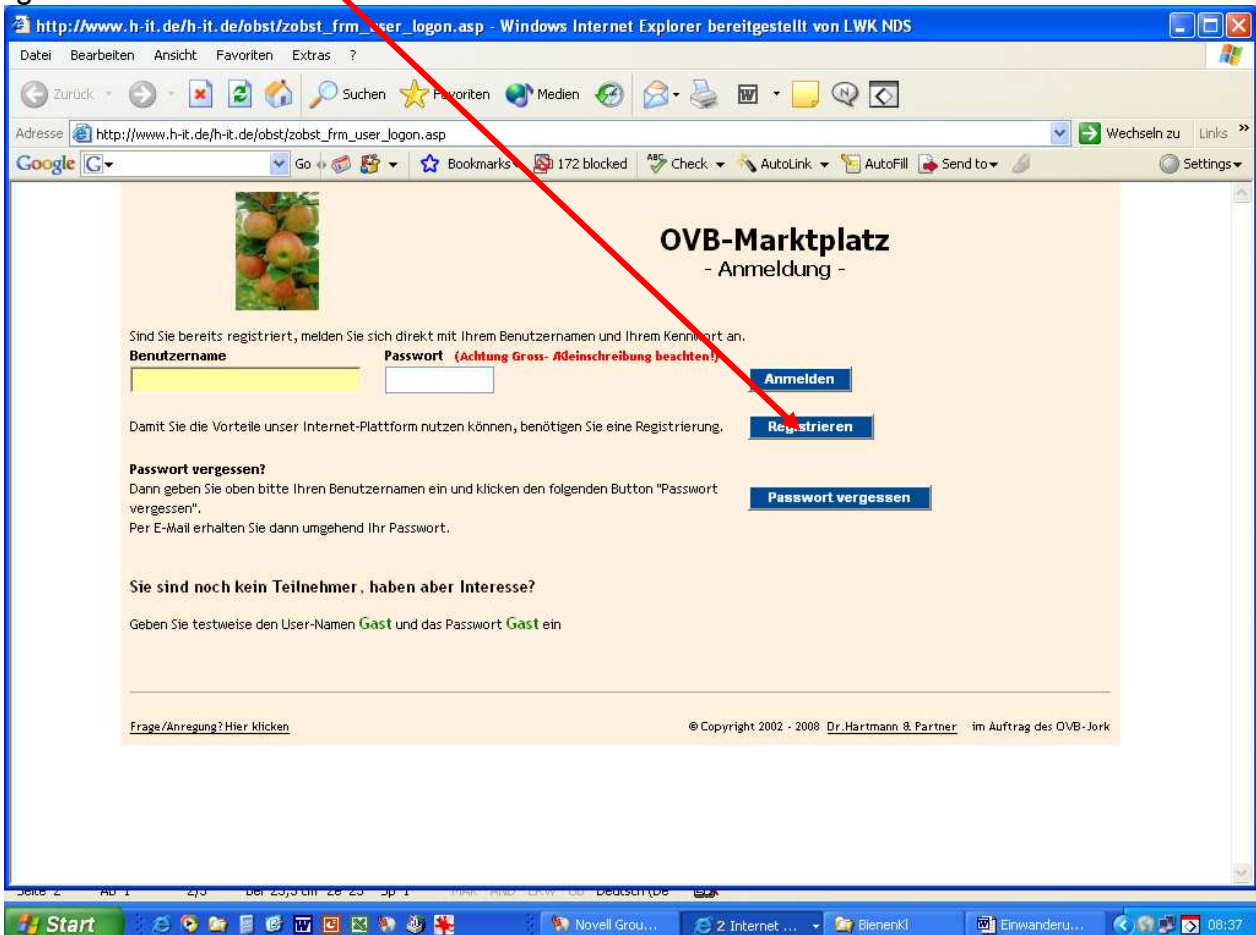 http://www.h-it.de/h-it.de/obst/zobst_frm_user_logon.asp - Windows Internet Explorer bereitgestellt von LWK NDS
Datei Bearbeiten Ansicht Favoriten Extras ?
Zurück Suchen Favoriten Medien
Adresse http://www.h-it.de/h-it.de/obst/zobst_frm_user_logon.asp Wechseln zu Links »
Google G Go Bookmarks 172 blocked ABC Check AutoLink AutoFill Send to Settings
OVB-Marktplatz
- Anmeldung -
Sind Sie bereits registriert, melden Sie sich direkt mit Ihrem Benutzernamen und Ihrem Kennwort an.
Benutzername Passwort (Achtung Gross- /Kleinschreibung beachten!)
Anmelden
Damit Sie die Vorteile unser Internet-Plattform nutzen können, benötigen Sie eine Registrierung. Registrieren
Passwort vergessen?
Dann geben Sie oben bitte Ihren Benutzernamen ein und klicken den folgenden Button "Passwort
vergessen". Passwort vergessen
Per E-Mail erhalten Sie dann umgehend Ihr Passwort.
Sie sind noch kein Teilnehmer, haben aber Interesse?
Geben Sie testweise den User-Namen Gast und das Passwort Gast ein
Frage/Anregung? Hier klicken © Copyright 2002 - 2008 Dr.Hartmann & Partner im Auftrag des OVB-Jork
Start Novell Grou... 2 Internet ... BienenKl Einwanderu... 08:37